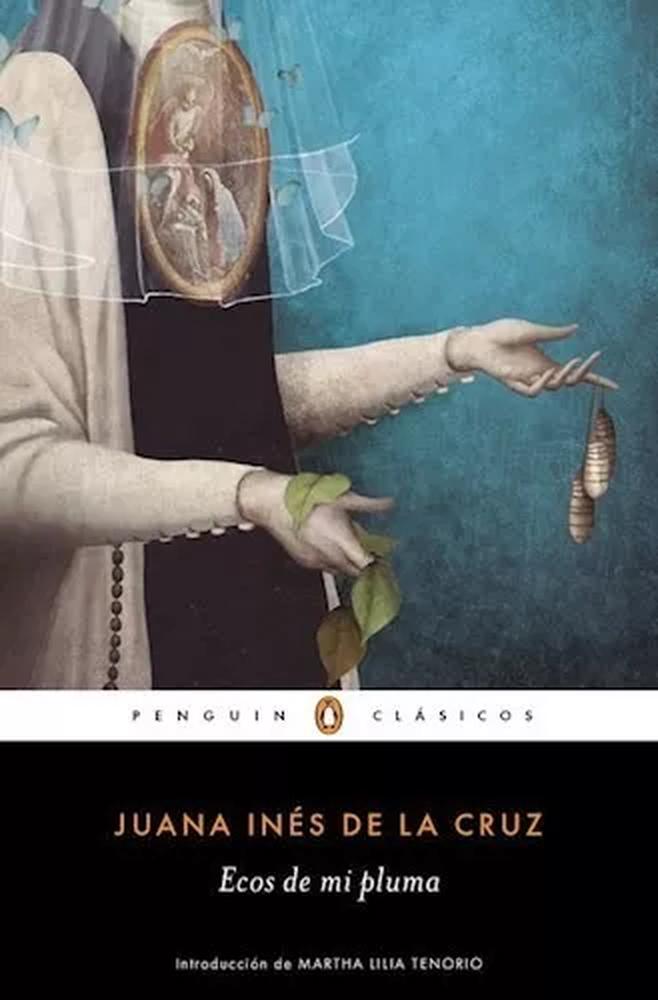 PENGUIN CLÁSICOS
JUANA INÉS DE LA CRUZ
Ecos de mi pluma
Introducción de MARTHA LILIA TENORIO